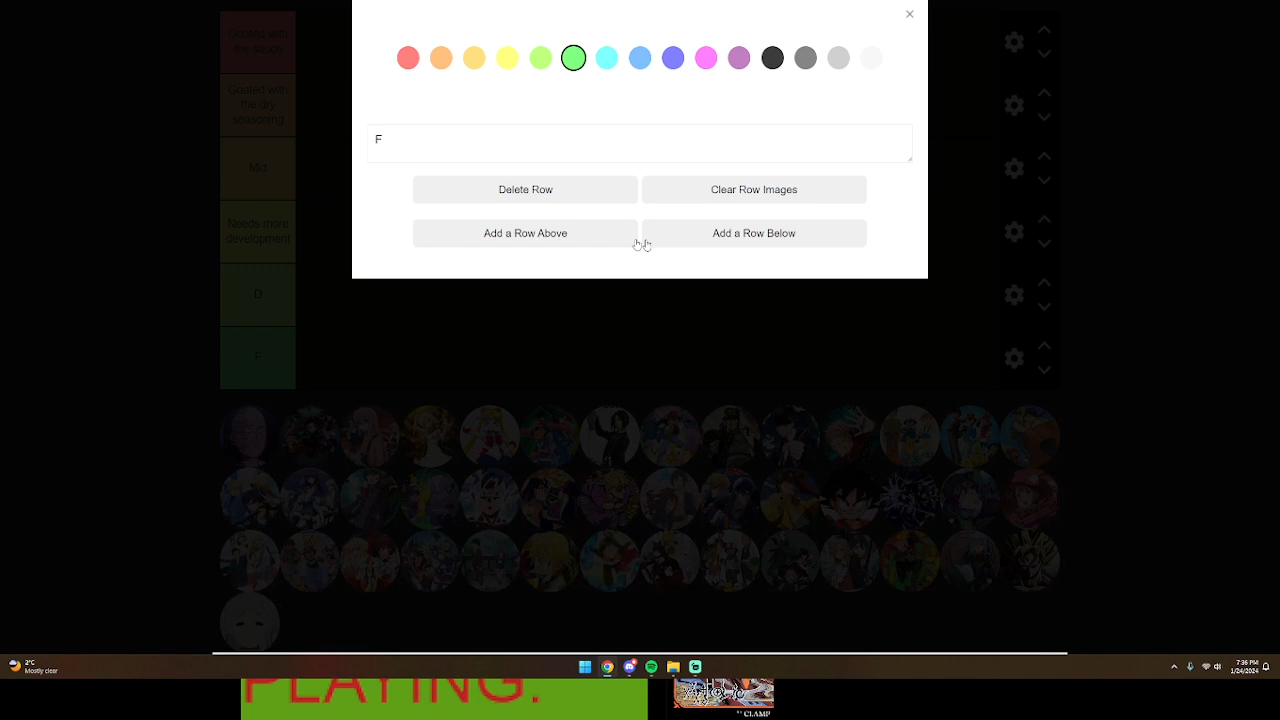 ×
F
Delete Row
Clear Row Images
Add a Row Above
Add a Row Below
Goated with
the sauce
Goated with
the dry
seasoning
Mid
Needs more
development
D
F
2°C
Mostly clear
7:36 PM
1/24/2024
PLAYING.
CLAMP